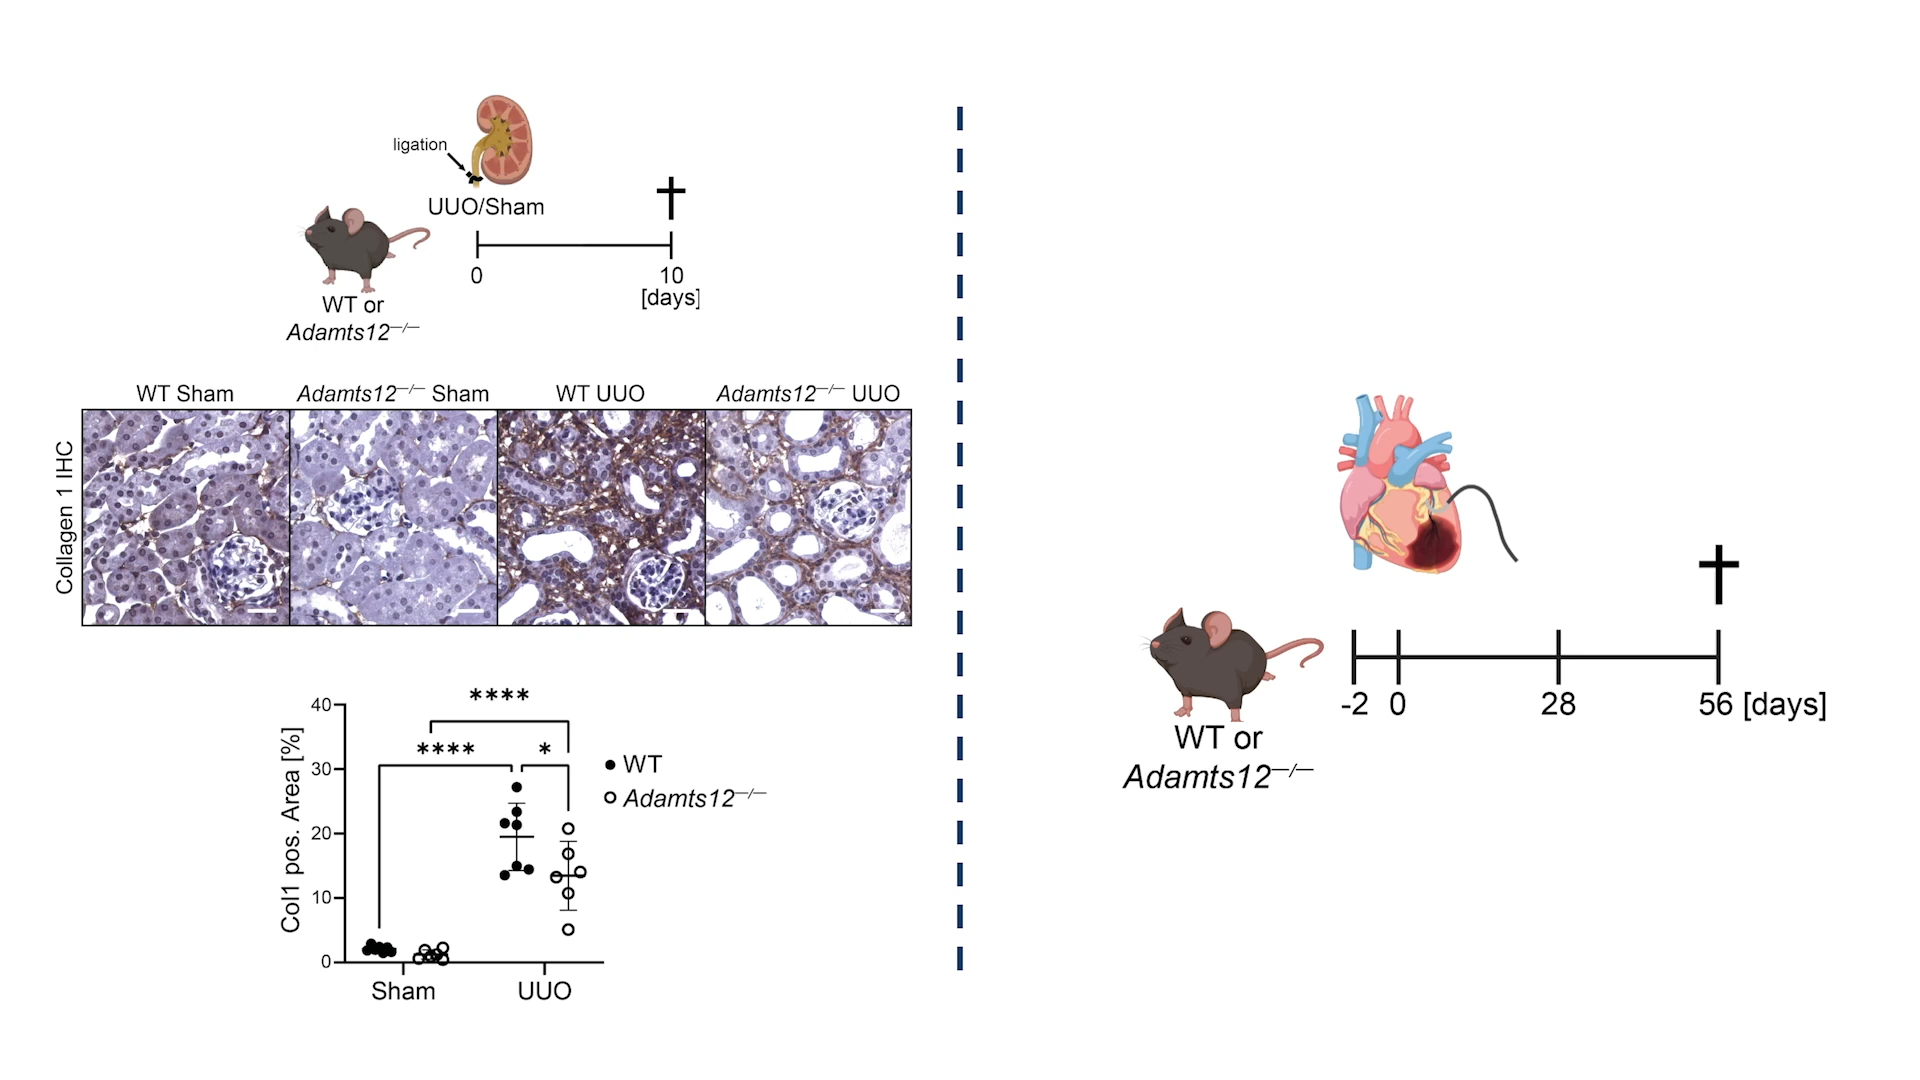 ligation
UUO/Sham
0 10
[days]
WT or
Adamts12−/−
WT Sham Adamts12−/− Sham WT UUO Adamts12−/− UUO
Collagen 1 IHC
****
**** *
40
30
20
10
0
Col1 pos. Area [%]
WT
Adamts12−/−
Sham UUO
-2 0 28 56 [days]
WT or
Adamts12−/−